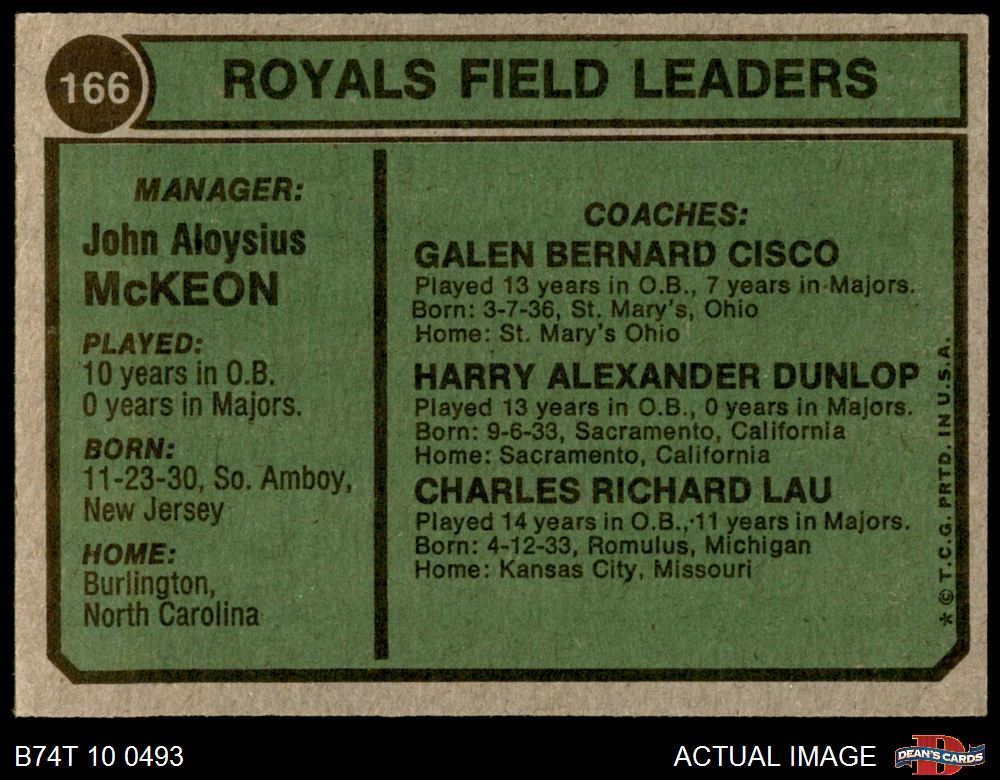 166
ROYALS FIELD LEADERS
MANAGER:
John Aloysius
McKEON
PLAYED:
10 years in O.B.
0 years in Majors.
BORN:
11-23-30, So. Amboy,
New Jersey
HOME:
Burlington,
North Carolina
COACHES:
GALEN BERNARD CISCO
Played 13 years in O.B., 7 years in Majors.
Born: 3-7-36, St. Mary's, Ohio
Home: St. Mary's Ohio
HARRY ALEXANDER DUNLOP
Played 13 years in O.B., 0 years in Majors.
Born: 9-6-33, Sacramento, California
Home: Sacramento, California
CHARLES RICHARD LAU
Played 14 years in O.B., 11 years in Majors.
Born: 4-12-33, Romulus, Michigan
Home: Kansas City, Missouri
* © T.C.G. PRTD. IN U.S.A.
B74T 10 0493
ACTUAL IMAGE
D
DEAN'S CARDS